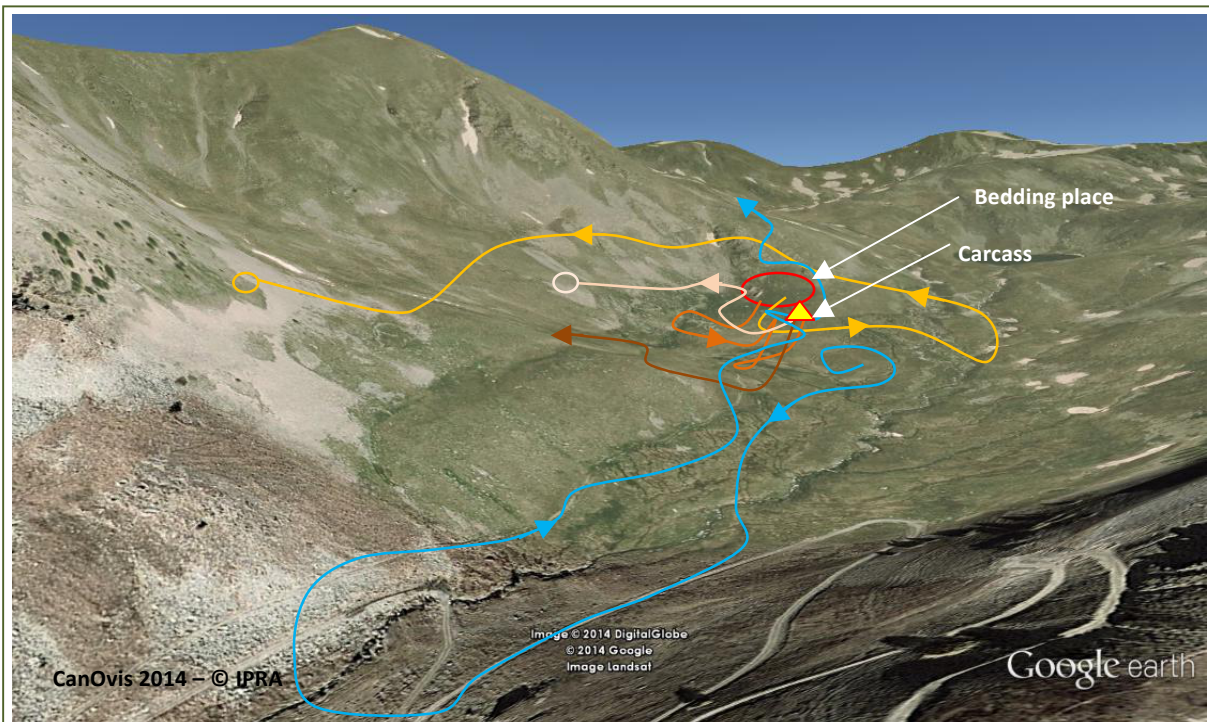 Bedding place
Carcass
Image © 2014 DigitalGlobe
© 2014 Google
Image Landsat
CanOvis 2014 – © IPRA
Google earth